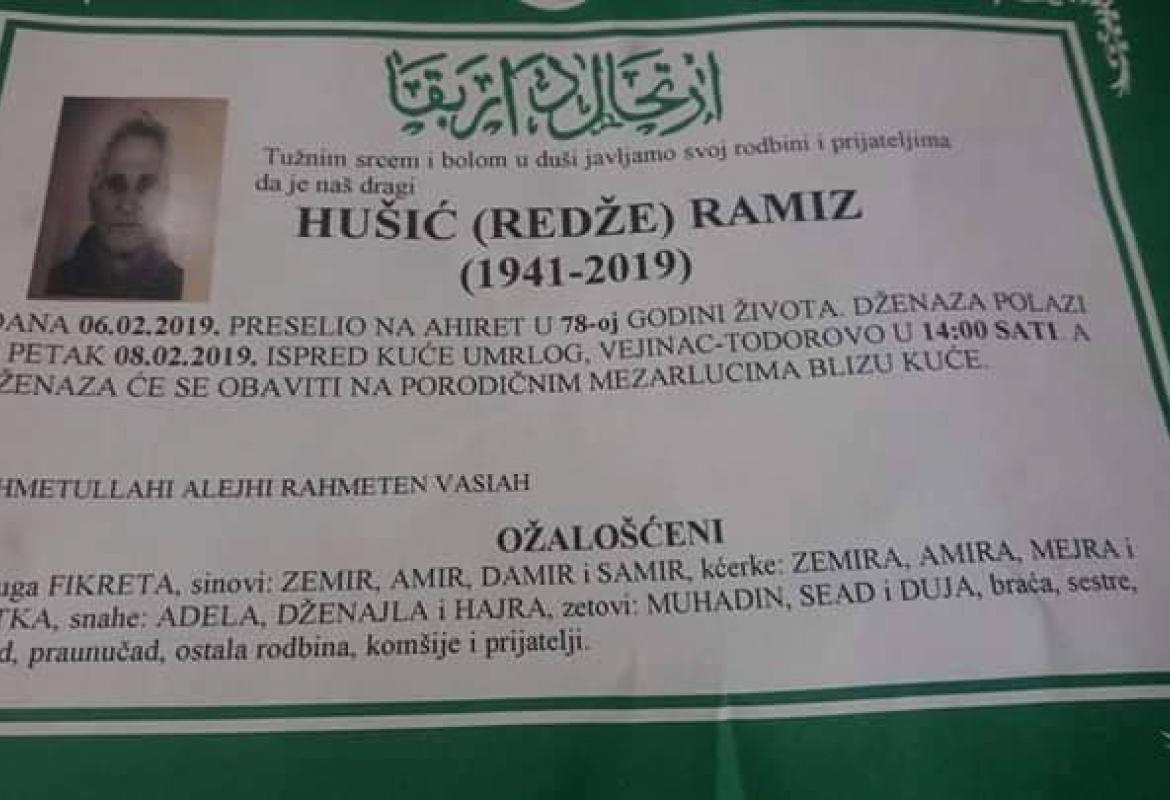 ارتحال دار بقا
Tužnim srcem i bolom u duši javljamo svoj rodbini i prijateljima
da je naš dragi
HUŠIĆ (REDŽE) RAMIZ
(1941-2019)
DANA 06.02.2019. PRESELIO NA AHIRET U 78-oj GODINI ŽIVOTA. DŽENAZA POLAZI
PETAK 08.02.2019. ISPRED KUĆE UMRLOG, VEJINAC-TODOROVO U 14:00 SATI. A
ŽENAZA ĆE SE OBAVITI NA PORODIČNIM MEZARLUCIMA BLIZU KUĆE.
HMETULLAHI ALEJHI RAHMETEN VASIAH
OŽALOŠĆENI
uga FIKRETA, sinovi: ZEMIR, AMIR, DAMIR i SAMIR, kćerke: ZEMIRA, AMIRA, MEJRA i
TKA, snahe: ADELA, DŽENAJLA i HAJRA, zetovi: MUHADIN, SEAD i DUJA, braća, sestre,
d, praunučad, ostala rodbina, komšije i prijatelji.